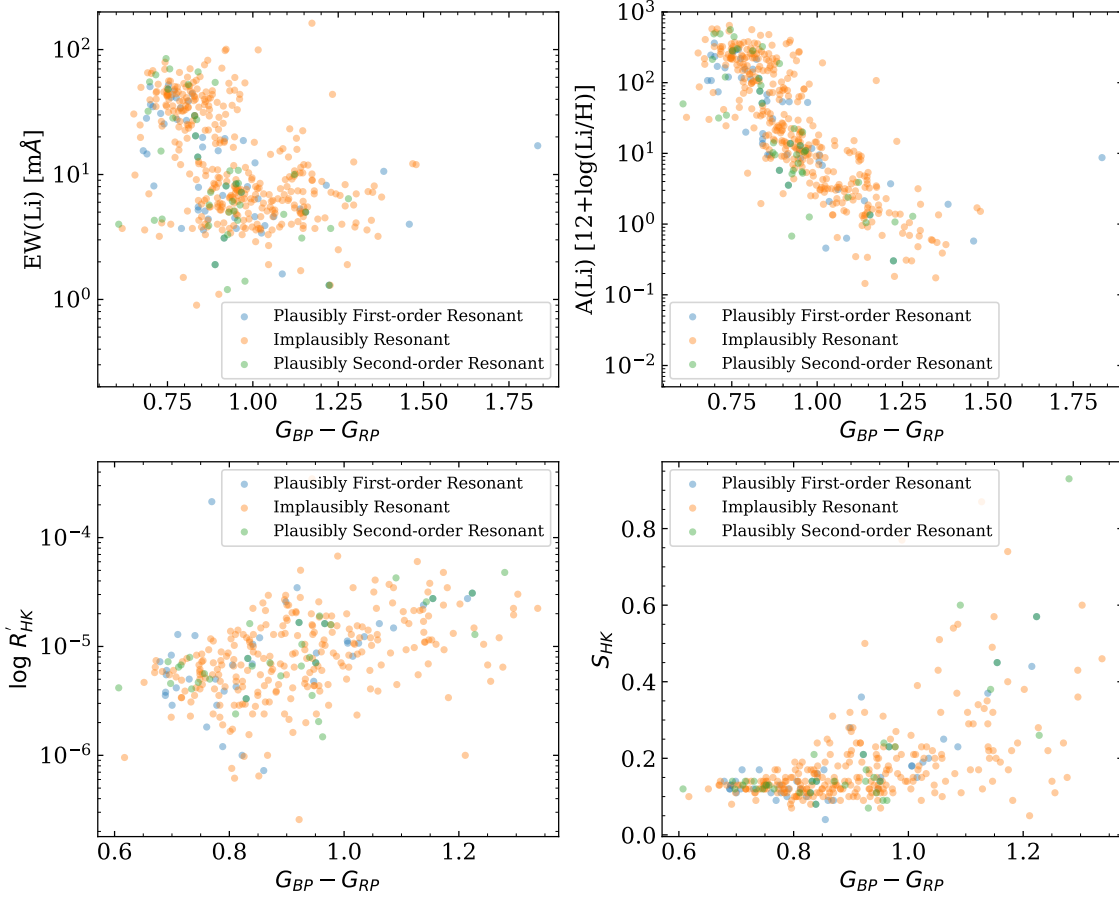 EW(Li) [mÅ]
10²
10¹
10⁰
0.75 1.00 1.25 1.50 1.75
G_BP − G_RP
Plausibly First-order Resonant
Implausibly Resonant
Plausibly Second-order Resonant
A(Li) [12+log(Li/H)]
10³
10²
10¹
10⁰
10⁻¹
10⁻²
0.75 1.00 1.25 1.50 1.75
G_BP − G_RP
Plausibly First-order Resonant
Implausibly Resonant
Plausibly Second-order Resonant
log R′_HK
10⁻⁴
10⁻⁵
10⁻⁶
0.6 0.8 1.0 1.2
G_BP − G_RP
Plausibly First-order Resonant
Implausibly Resonant
Plausibly Second-order Resonant
S_HK
0.8
0.6
0.4
0.2
0.0
0.6 0.8 1.0 1.2
G_BP − G_RP
Plausibly First-order Resonant
Implausibly Resonant
Plausibly Second-order Resonant